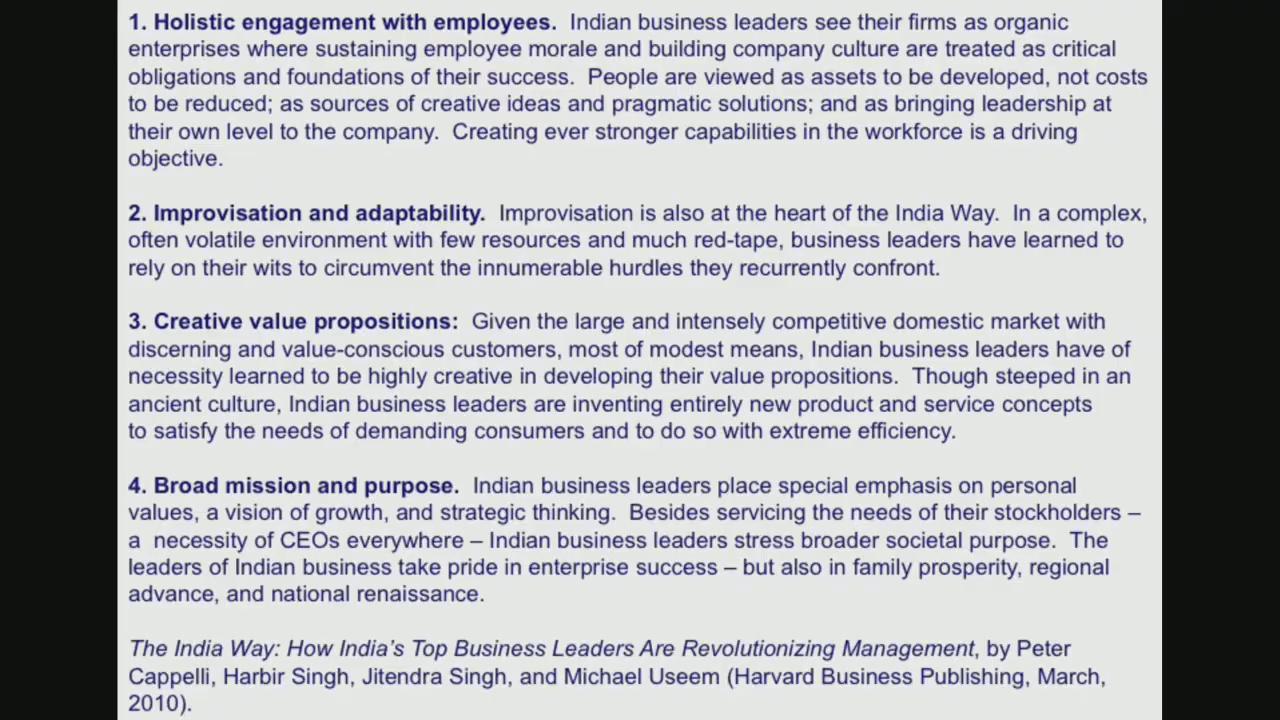 1. Holistic engagement with employees.  Indian business leaders see their firms as organic
enterprises where sustaining employee morale and building company culture are treated as critical
obligations and foundations of their success.  People are viewed as assets to be developed, not costs
to be reduced; as sources of creative ideas and pragmatic solutions; and as bringing leadership at
their own level to the company.  Creating ever stronger capabilities in the workforce is a driving
objective.
2. Improvisation and adaptability.  Improvisation is also at the heart of the India Way.  In a complex,
often volatile environment with few resources and much red-tape, business leaders have learned to
rely on their wits to circumvent the innumerable hurdles they recurrently confront.
3. Creative value propositions:  Given the large and intensely competitive domestic market with
discerning and value-conscious customers, most of modest means, Indian business leaders have of
necessity learned to be highly creative in developing their value propositions.  Though steeped in an
ancient culture, Indian business leaders are inventing entirely new product and service concepts
to satisfy the needs of demanding consumers and to do so with extreme efficiency.
4. Broad mission and purpose.  Indian business leaders place special emphasis on personal
values, a vision of growth, and strategic thinking.  Besides servicing the needs of their stockholders –
a  necessity of CEOs everywhere – Indian business leaders stress broader societal purpose.  The
leaders of Indian business take pride in enterprise success – but also in family prosperity, regional
advance, and national renaissance.
The India Way: How India's Top Business Leaders Are Revolutionizing Management, by Peter
Cappelli, Harbir Singh, Jitendra Singh, and Michael Useem (Harvard Business Publishing, March,
2010).